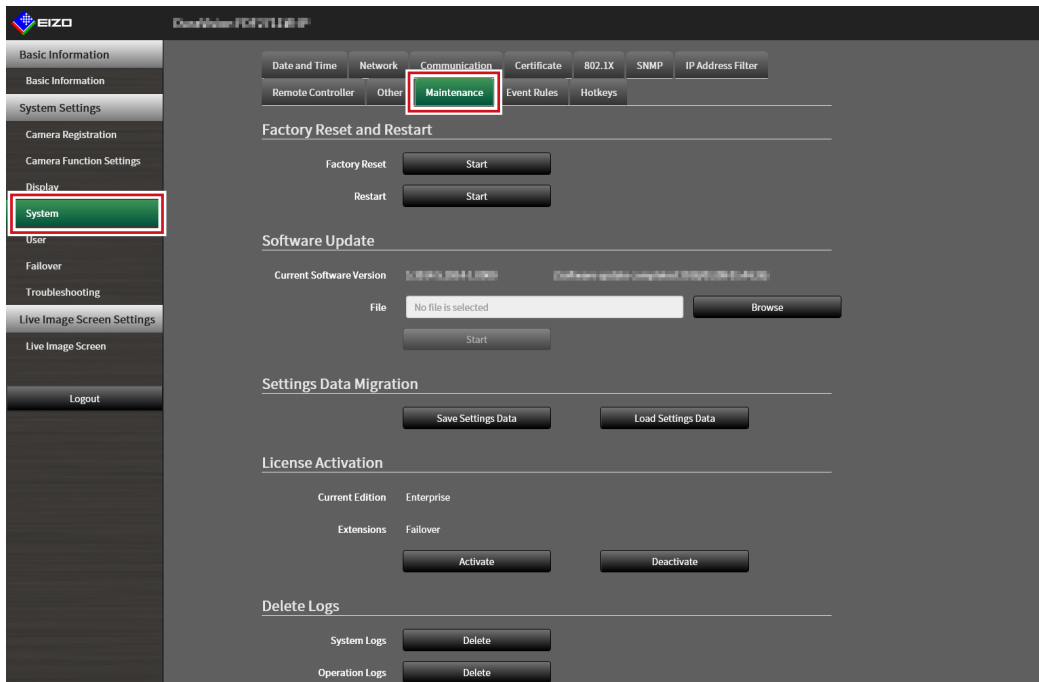 EIZO
Basic Information
Basic Information
System Settings
Camera Registration
Camera Function Settings
Display
System
User
Failover
Troubleshooting
Live Image Screen Settings
Live Image Screen
Logout
Date and Time Network Communication Certificate 802.1X SNMP IP Address Filter
Remote Controller Other Maintenance Event Rules Hotkeys
Factory Reset and Restart
Factory Reset Start
Restart Start
Software Update
Current Software Version
File No file is selected Browse
Start
Settings Data Migration
Save Settings Data Load Settings Data
License Activation
Current Edition Enterprise
Extensions Failover
Activate Deactivate
Delete Logs
System Logs Delete
Operation Logs Delete